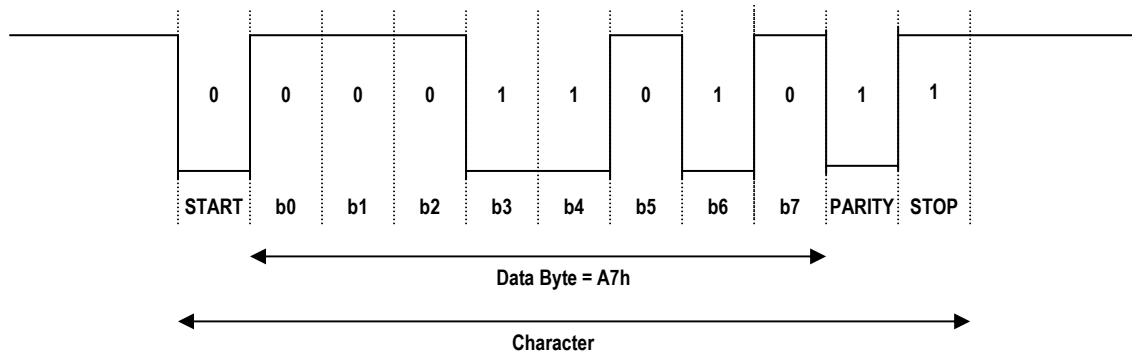 0 0 0 0 1 1 0 1 0 1 1
START b0 b1 b2 b3 b4 b5 b6 b7 PARITY STOP
Data Byte = A7h
Character